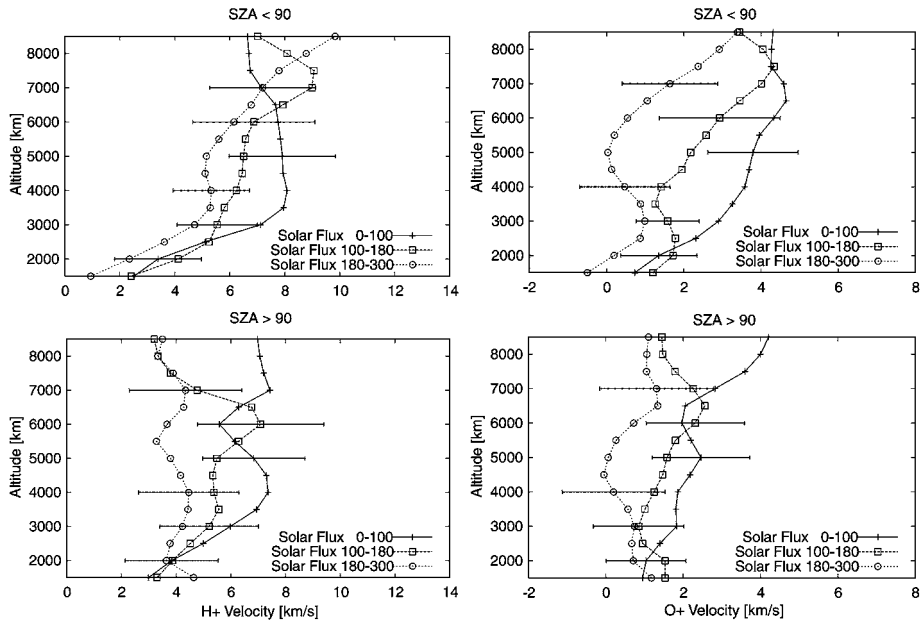 SZA < 90
8000
7000
6000
5000
4000
3000
2000
Altitude [km]
Solar Flux 0-100
Solar Flux 100-180
Solar Flux 180-300
0 2 4 6 8 10 12 14
SZA < 90
8000
7000
6000
5000
4000
3000
2000
Altitude [km]
Solar Flux 0-100
Solar Flux 100-180
Solar Flux 180-300
-2 0 2 4 6 8
SZA > 90
8000
7000
6000
5000
4000
3000
2000
Altitude [km]
Solar Flux 0-100
Solar Flux 100-180
Solar Flux 180-300
0 2 4 6 8 10 12 14
H+ Velocity [km/s]
SZA > 90
8000
7000
6000
5000
4000
3000
2000
Altitude [km]
Solar Flux 0-100
Solar Flux 100-180
Solar Flux 180-300
-2 0 2 4 6 8
O+ Velocity [km/s]